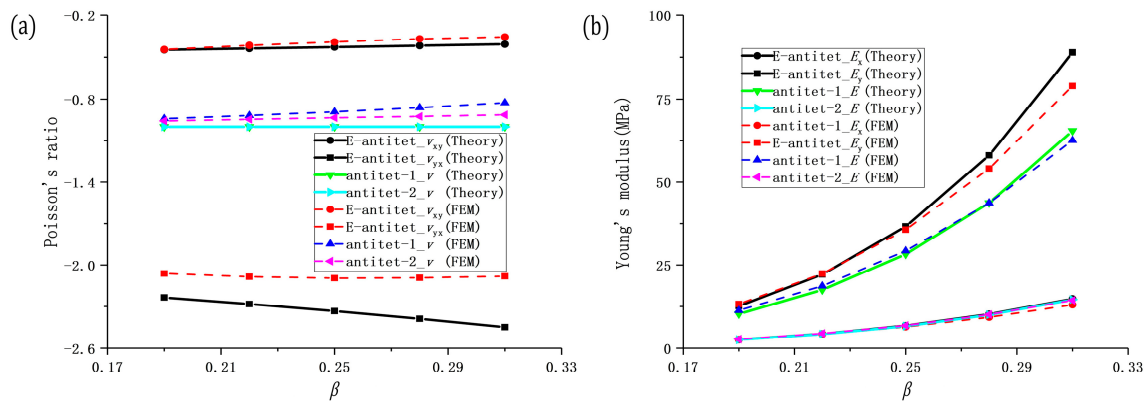 (a)
-0.2
-0.8
-1.4
-2.0
-2.6
Poisson's ratio
E-antitet_νxy(Theory)
E-antitet_νyx(Theory)
antitet-1_ν (Theory)
antitet-2_ν (Theory)
E-antitet_νxy(FEM)
E-antitet_νyx(FEM)
antitet-1_ν (FEM)
antitet-2_ν (FEM)
0.17 0.21 0.25 0.29 0.33
β
(b)
100
75
50
25
0
Young's modulus(MPa)
E-antitet_Ex(Theory)
E-antitet_Ey(Theory)
antitet-1_E (Theory)
antitet-2_E (Theory)
antitet-1_Ex(FEM)
E-antitet_Ey(FEM)
antitet-1_E (FEM)
antitet-2_E (FEM)
0.17 0.21 0.25 0.29 0.33
β